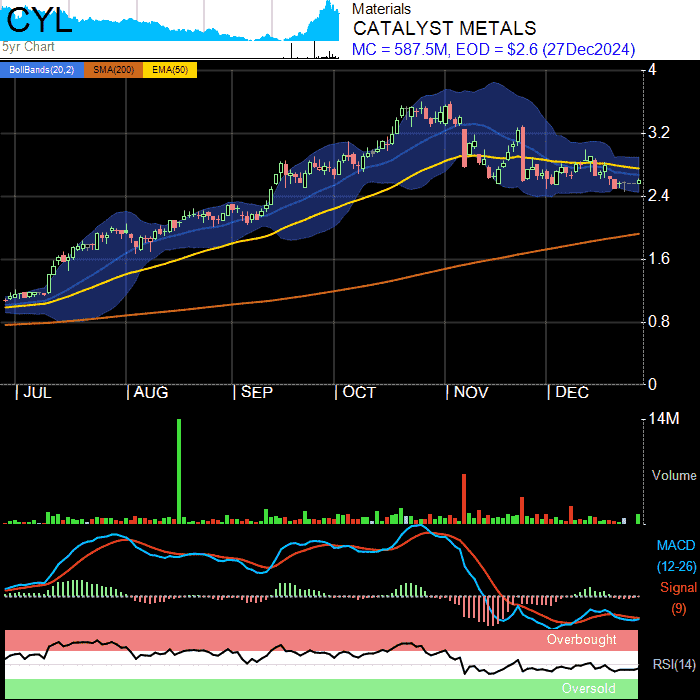 CYL
5yr Chart
Materials
CATALYST METALS
MC = 587.5M, EOD = $2.6 (27Dec2024)
BollBands(20,2) SMA(200) EMA(50)
4
3.2
2.4
1.6
0.8
0
JUL AUG SEP OCT NOV DEC
14M
Volume
MACD
(12-26)
Signal
(9)
Overbought
RSI(14)
Oversold